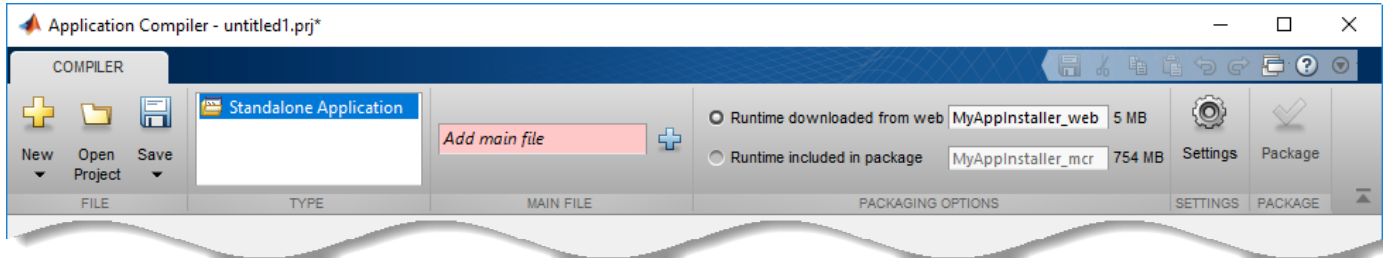 Application Compiler - untitled1.prj*
COMPILER
New
Open Project
Save
FILE
Standalone Application
TYPE
Add main file
MAIN FILE
Runtime downloaded from web MyAppInstaller_web 5 MB
Runtime included in package MyAppInstaller_mcr 754 MB
PACKAGING OPTIONS
Settings
SETTINGS
Package
PACKAGE